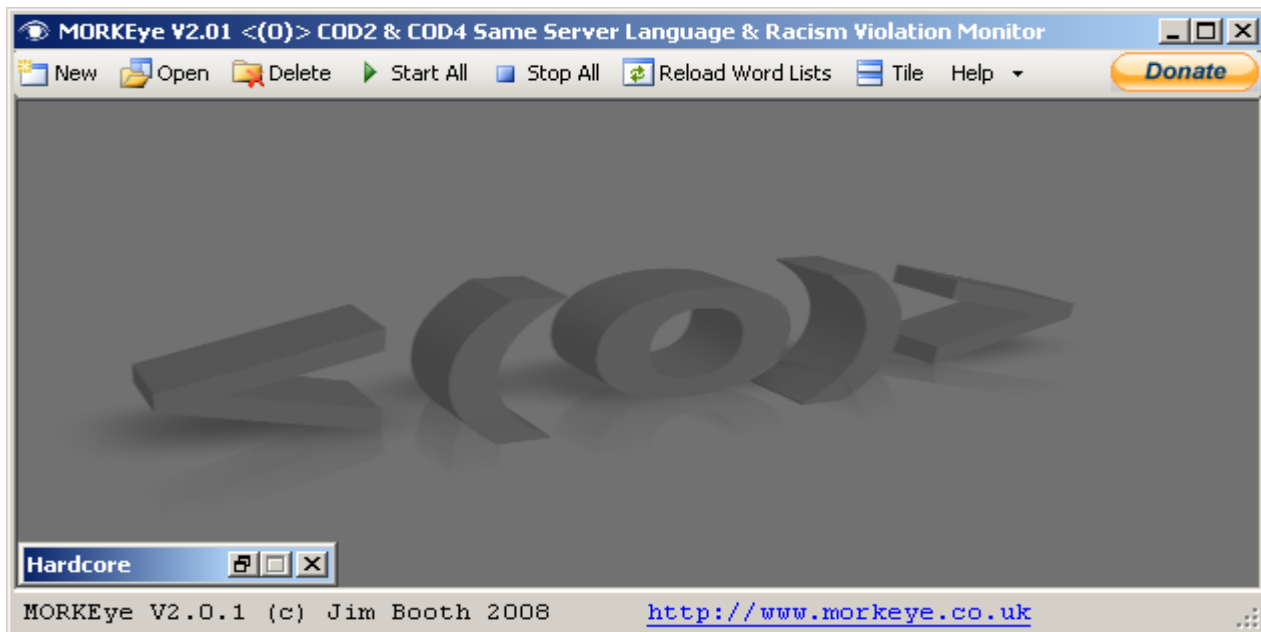 MORKEye V2.01 <(O)> COD2 & COD4 Same Server Language & Racism Violation Monitor
New Open Delete Start All Stop All Reload Word Lists Tile Help Donate
<(O)>
Hardcore
MORKEye V2.0.1 (c) Jim Booth 2008 http://www.morkeye.co.uk